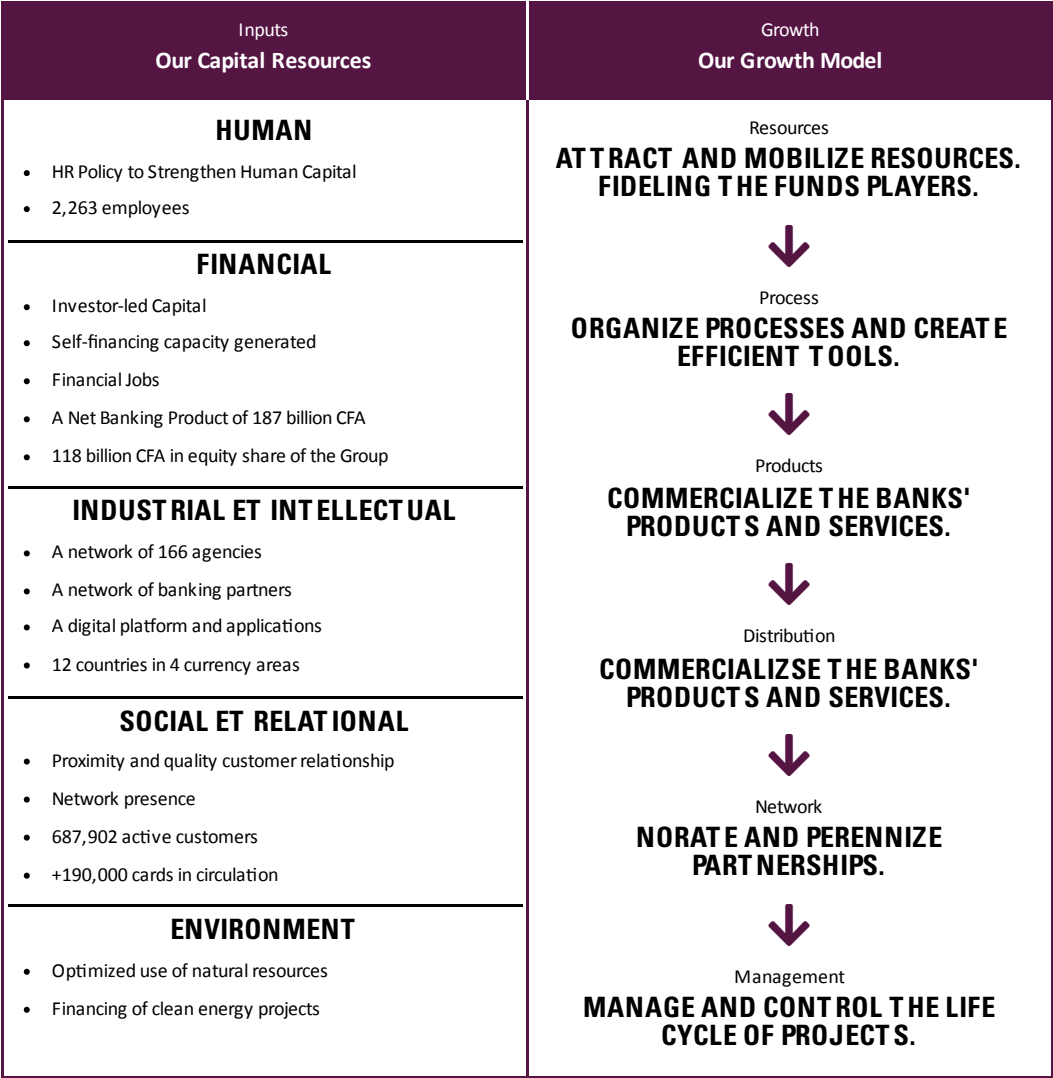 Inputs
Our Capital Resources
HUMAN
• HR Policy to Strengthen Human Capital
• 2,263 employees
FINANCIAL
• Investor-led Capital
• Self-financing capacity generated
• Financial Jobs
• A Net Banking Product of 187 billion CFA
• 118 billion CFA in equity share of the Group
INDUSTRIAL ET INTELLECTUAL
• A network of 166 agencies
• A network of banking partners
• A digital platform and applications
• 12 countries in 4 currency areas
SOCIAL ET RELATIONAL
• Proximity and quality customer relationship
• Network presence
• 687,902 active customers
• +190,000 cards in circulation
ENVIRONMENT
• Optimized use of natural resources
• Financing of clean energy projects
Growth
Our Growth Model
Resources
ATTRACT AND MOBILIZE RESOURCES.
FIDELING THE FUNDS PLAYERS.
Process
ORGANIZE PROCESSES AND CREATE
EFFICIENT TOOLS.
Products
COMMERCIALIZE THE BANKS'
PRODUCTS AND SERVICES.
Distribution
COMMERCIALIZSE THE BANKS'
PRODUCTS AND SERVICES.
Network
NORATE AND PERENNIZE
PARTNERSHIPS.
Management
MANAGE AND CONTROL THE LIFE
CYCLE OF PROJECTS.